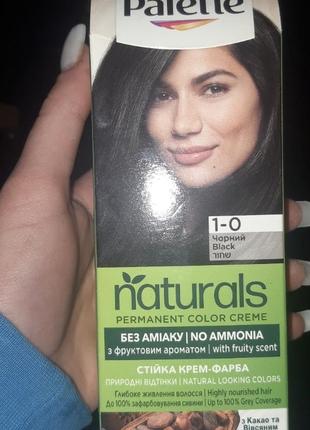 Palette
1-0
Чорний
Black
שחור
naturals
PERMANENT COLOR CREME
БЕЗ АМІАКУ | NO AMMONIA
з фруктовим ароматом | with fruity scent
СТІЙКА КРЕМ-ФАРБА
ПРИРОДНІ ВІДТІНКИ | NATURAL LOOKING COLORS
Глибоке живлення волосся | Highly nourished hair
До 100% зафарбовування сивини | Up to 100% Grey Coverage
з Какао та
Вівсяним